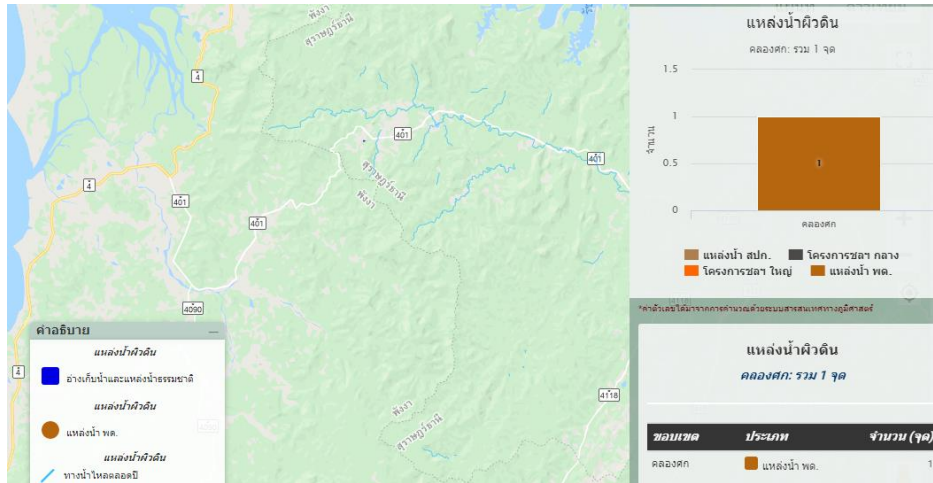 พังงา
สุราษฎร์ธานี
4
401
401
4
401
สุราษฎร์ธานี
พังงา
401
4090
4
4118
พังงา
สุราษฎร์ธานี
คำอธิบาย
แหล่งน้ำผิวดิน
อ่างเก็บน้ำและแหล่งน้ำธรรมชาติ
แหล่งน้ำผิวดิน
แหล่งน้ำ พด.
แหล่งน้ำผิวดิน
ทางน้ำไหลตลอดปี
แหล่งน้ำผิวดิน
คลองศก: รวม 1 จุด
1.5
1
0.5
0
จำนวน
1
คลองศก
แหล่งน้ำ สปก. โครงการชลฯ กลาง
โครงการชลฯ ใหญ่ แหล่งน้ำ พด.
*ค่าตัวเลขได้มาจากการคำนวณด้วยระบบสารสนเทศทางภูมิศาสตร์
แหล่งน้ำผิวดิน
คลองศก: รวม 1 จุด
ขอบเขต ประเภท จำนวน (จุด)
คลองศก แหล่งน้ำ พด. 1